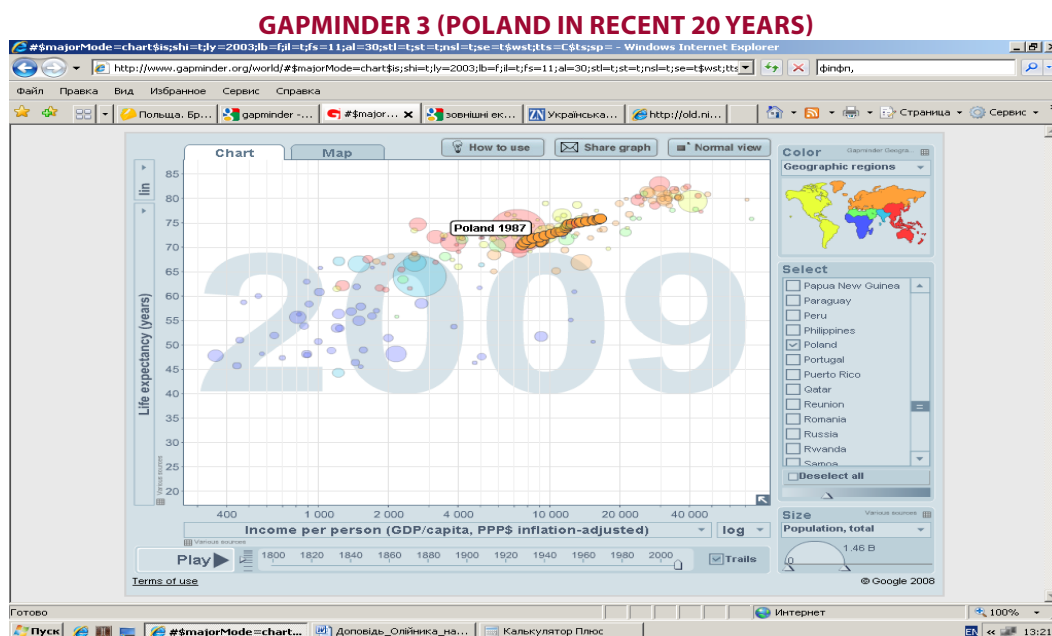 GAPMINDER 3 (POLAND IN RECENT 20 YEARS)
#$majorMode=chart$is;shi=t;ly=2003;lb=f;il=t;fs=11;al=30;stl=t;st=t;nsl=t;se=t$wst;tts=C$ts;sp= - Windows Internet Explorer
http://www.gapminder.org/world/#$majorMode=chart$is;shi=t;ly=2003;lb=f;il=t;fs=11;al=30;stl=t;st=t;nsl=t;se=t$wst;tts фінфп,
Файл Правка Вид Избранное Сервис Справка
Польша. Бр... gapminder -... #$major... зовнішні ек... Українська... http://old.ni... Страница Сервис
Chart Map How to use Share graph Normal view
Color Gapminder Geogra...
Geographic regions
lin
Life expectancy (years)
Various sources
85
80
75
70
65
60
55
50
45
40
35
30
25
20
Poland 1987
2009
400 1 000 2 000 4 000 10 000 20 000 40 000
Income per person (GDP/capita, PPP$ inflation-adjusted) log
Various sources
Play 1800 1820 1840 1860 1880 1900 1920 1940 1960 1980 2000 Trails
Terms of use
Select
Papua New Guinea
Paraguay
Peru
Philippines
Poland
Portugal
Puerto Rico
Qatar
Reunion
Romania
Russia
Rwanda
Samoa
Deselect all
Size Various sources
Population, total
1.46 B
0
© Google 2008
Готово Интернет 100%
Пуск #$majorMode=chart... Доповідь_Олійника_на... Калькулятор Плюс EN 13:21